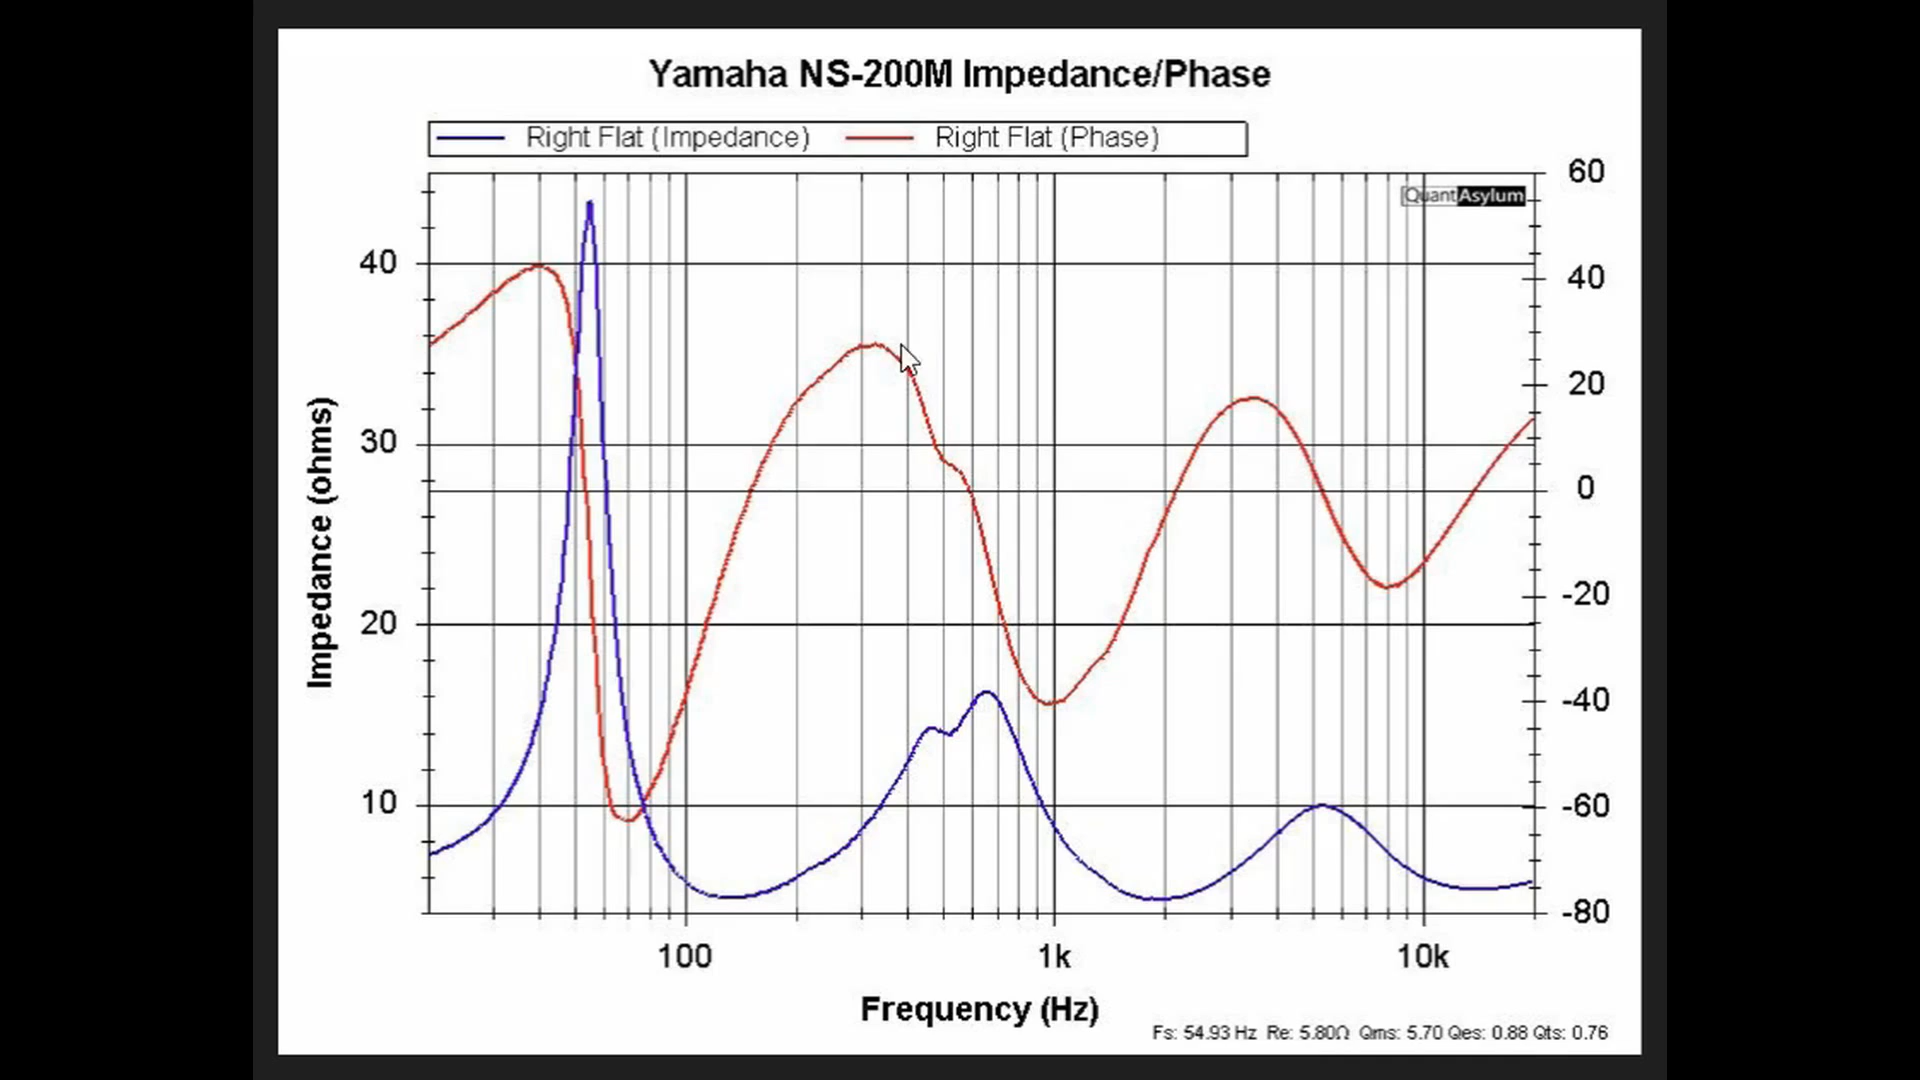 Yamaha NS-200M Impedance/Phase
Right Flat (Impedance) Right Flat (Phase)
QuantAsylum
60
40
20
0
-20
-40
-60
-80
40
30
20
10
Impedance (ohms)
100 1k 10k
Frequency (Hz)
Fs: 54.93 Hz Re: 5.80Ω Qms: 5.70 Qes: 0.88 Qts: 0.76